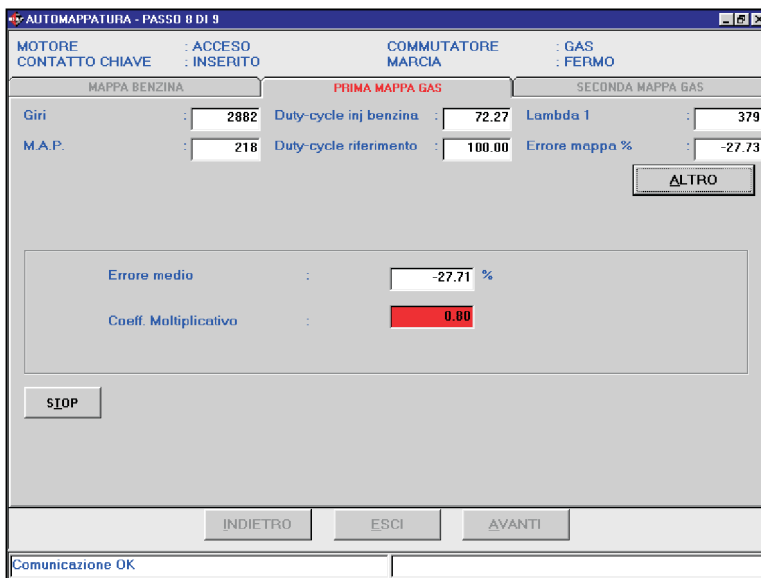 AUTOMAPPATURA - PASSO 8 DI 9
MOTORE : ACCESO COMMUTATORE : GAS
CONTATTO CHIAVE : INSERITO MARCIA : FERMO
MAPPA BENZINA PRIMA MAPPA GAS SECONDA MAPPA GAS
Giri : 2882 Duty-cycle inj benzina : 72.27 Lambda 1 : 379
M.A.P. : 218 Duty-cycle riferimento : 100.00 Errore mappa % : -27.73
ALTRO
Errore medio : -27.71 %
Coeff. Moltiplicativo : 0.80
STOP
INDIETRO ESCI AVANTI
Comunicazione OK